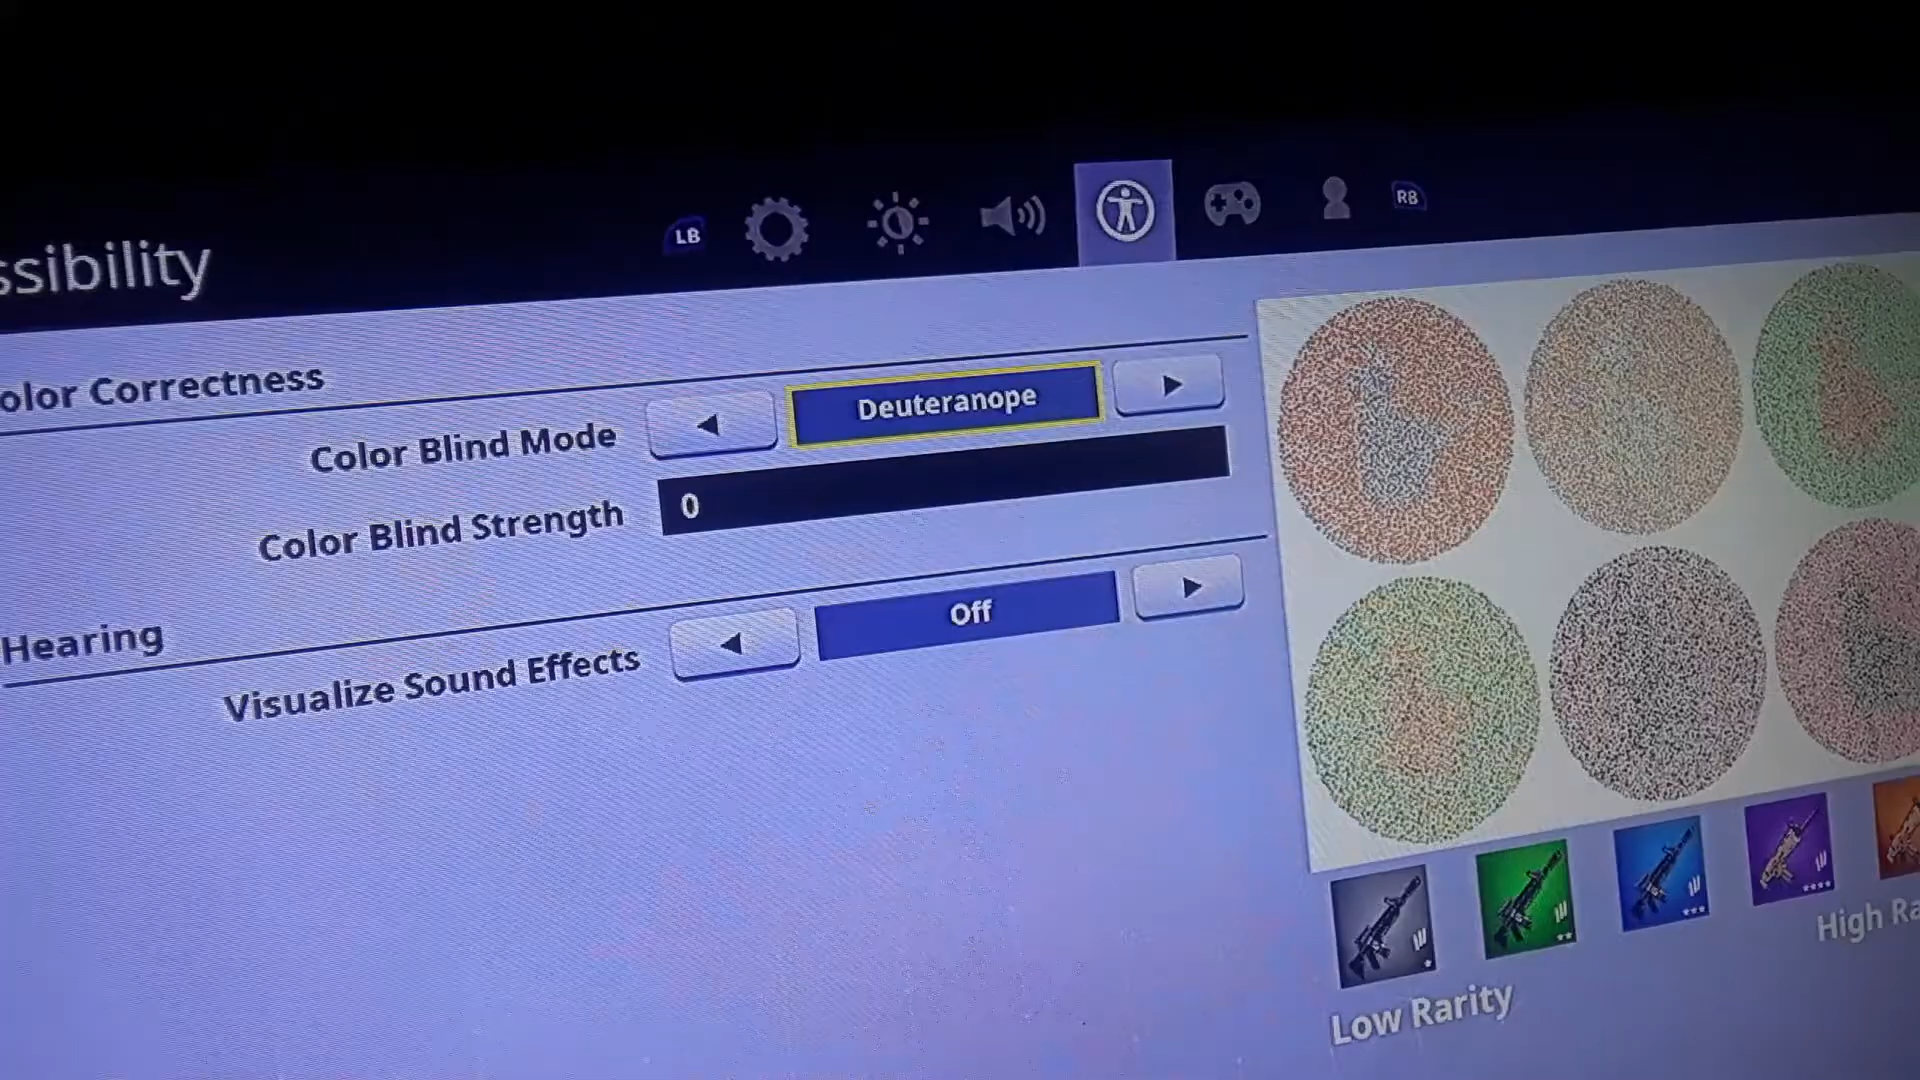 LB
RB
ssibility
olor Correctness
Color Blind Mode
Deuteranope
Color Blind Strength
0
Hearing
Visualize Sound Effects
Off
Low Rarity
High Ra